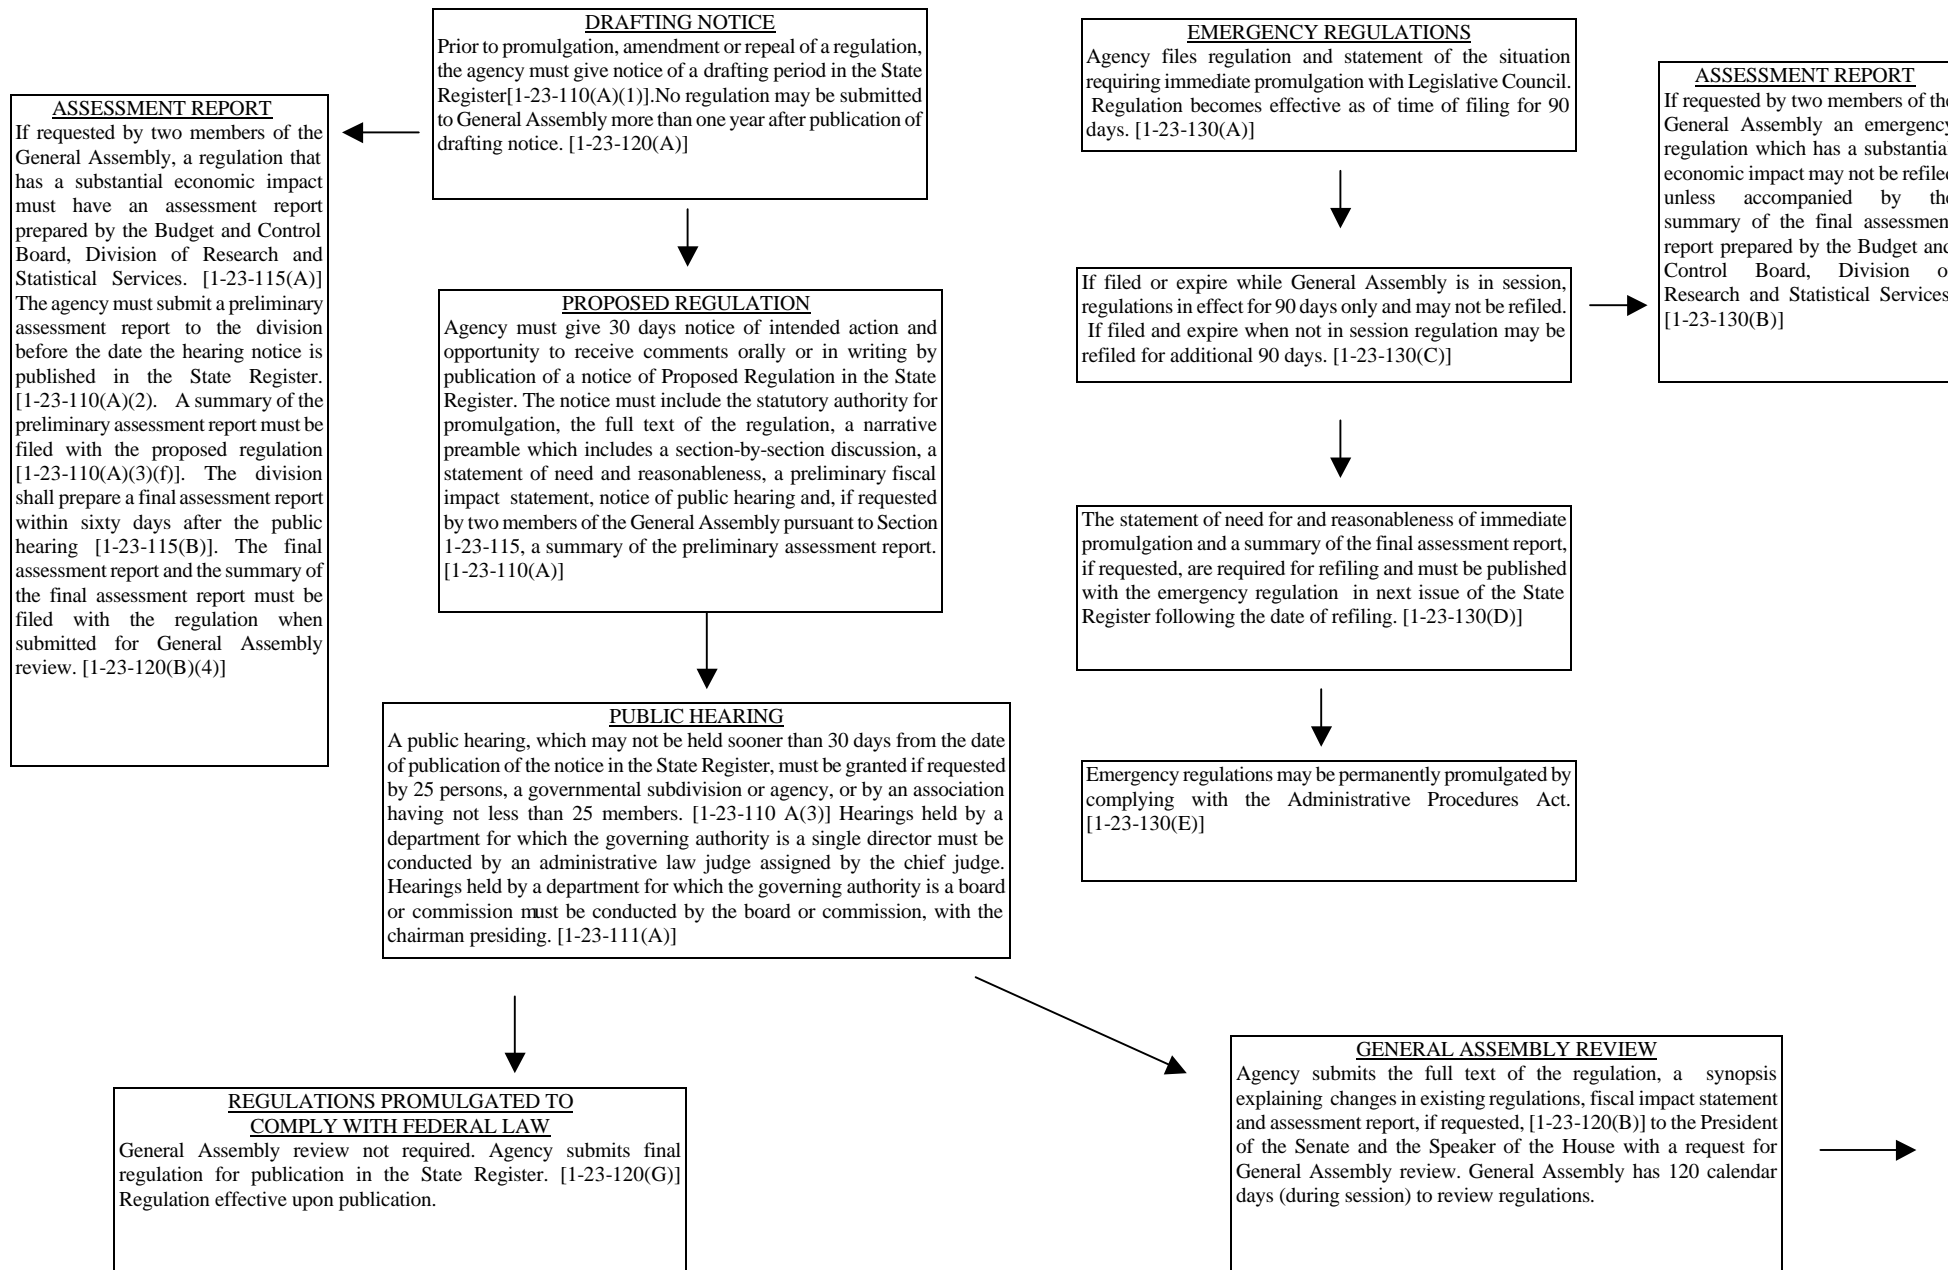 DRAFTING NOTICE
Prior to promulgation, amendment or repeal of a regulation,
the agency must give notice of a drafting period in the State
Register[1-23-110(A)(1)].No regulation may be submitted
to General Assembly more than one year after publication of
drafting notice. [1-23-120(A)]
ASSESSMENT REPORT
If requested by two members of the
General Assembly, a regulation that
has a substantial economic impact
must have an assessment report
prepared by the Budget and Control
Board, Division of Research and
Statistical Services. [1-23-115(A)]
The agency must submit a preliminary
assessment report to the division
before the date the hearing notice is
published in the State Register.
[1-23-110(A)(2). A summary of the
preliminary assessment report must be
filed with the proposed regulation
[1-23-110(A)(3)(f)]. The division
shall prepare a final assessment report
within sixty days after the public
hearing [1-23-115(B)]. The final
assessment report and the summary of
the final assessment report must be
filed with the regulation when
submitted for General Assembly
review. [1-23-120(B)(4)]
PROPOSED REGULATION
Agency must give 30 days notice of intended action and
opportunity to receive comments orally or in writing by
publication of a notice of Proposed Regulation in the State
Register. The notice must include the statutory authority for
promulgation, the full text of the regulation, a narrative
preamble which includes a section-by-section discussion, a
statement of need and reasonableness, a preliminary fiscal
impact statement, notice of public hearing and, if requested
by two members of the General Assembly pursuant to Section
1-23-115, a summary of the preliminary assessment report.
[1-23-110(A)]
PUBLIC HEARING
A public hearing, which may not be held sooner than 30 days from the date
of publication of the notice in the State Register, must be granted if requested
by 25 persons, a governmental subdivision or agency, or by an association
having not less than 25 members. [1-23-110 A(3)] Hearings held by a
department for which the governing authority is a single director must be
conducted by an administrative law judge assigned by the chief judge.
Hearings held by a department for which the governing authority is a board
or commission must be conducted by the board or commission, with the
chairman presiding. [1-23-111(A)]
REGULATIONS PROMULGATED TO
COMPLY WITH FEDERAL LAW
General Assembly review not required. Agency submits final
regulation for publication in the State Register. [1-23-120(G)]
Regulation effective upon publication.
EMERGENCY REGULATIONS
Agency files regulation and statement of the situation
requiring immediate promulgation with Legislative Council.
Regulation becomes effective as of time of filing for 90
days. [1-23-130(A)]
If filed or expire while General Assembly is in session,
regulations in effect for 90 days only and may not be refiled.
If filed and expire when not in session regulation may be
refiled for additional 90 days. [1-23-130(C)]
ASSESSMENT REPORT
If requested by two members of the
General Assembly an emergency
regulation which has a substantial
economic impact may not be refiled
unless accompanied by the
summary of the final assessment
report prepared by the Budget and
Control Board, Division of
Research and Statistical Services
[1-23-130(B)]
The statement of need for and reasonableness of immediate
promulgation and a summary of the final assessment report,
if requested, are required for refiling and must be published
with the emergency regulation in next issue of the State
Register following the date of refiling. [1-23-130(D)]
Emergency regulations may be permanently promulgated by
complying with the Administrative Procedures Act.
[1-23-130(E)]
GENERAL ASSEMBLY REVIEW
Agency submits the full text of the regulation, a synopsis
explaining changes in existing regulations, fiscal impact statement
and assessment report, if requested, [1-23-120(B)] to the President
of the Senate and the Speaker of the House with a request for
General Assembly review. General Assembly has 120 calendar
days (during session) to review regulations.